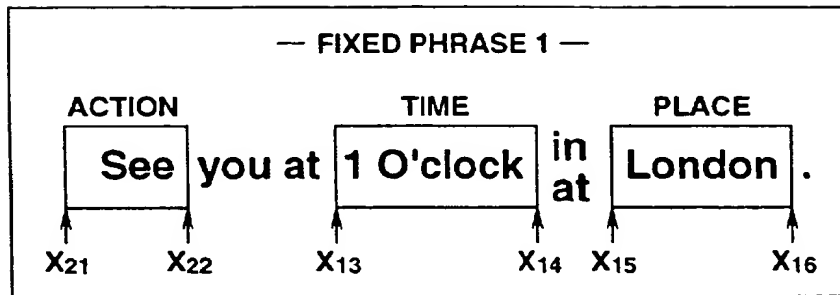 — FIXED PHRASE 1 —
ACTION TIME PLACE
See you at 1 O'clock in at London .
X21 X22 X13 X14 X15 X16